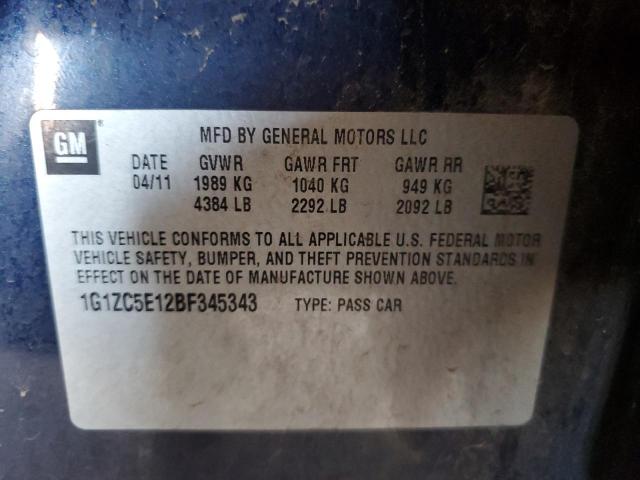 GM ®
MFD BY GENERAL MOTORS LLC
DATE GVWR GAWR FRT GAWR RR
04/11 1989 KG 1040 KG 949 KG
4384 LB 2292 LB 2092 LB
THIS VEHICLE CONFORMS TO ALL APPLICABLE U.S. FEDERAL MOTOR
VEHICLE SAFETY, BUMPER, AND THEFT PREVENTION STANDARDS IN
EFFECT ON THE DATE OF MANUFACTURE SHOWN ABOVE.
1G1ZC5E12BF345343 TYPE: PASS CAR